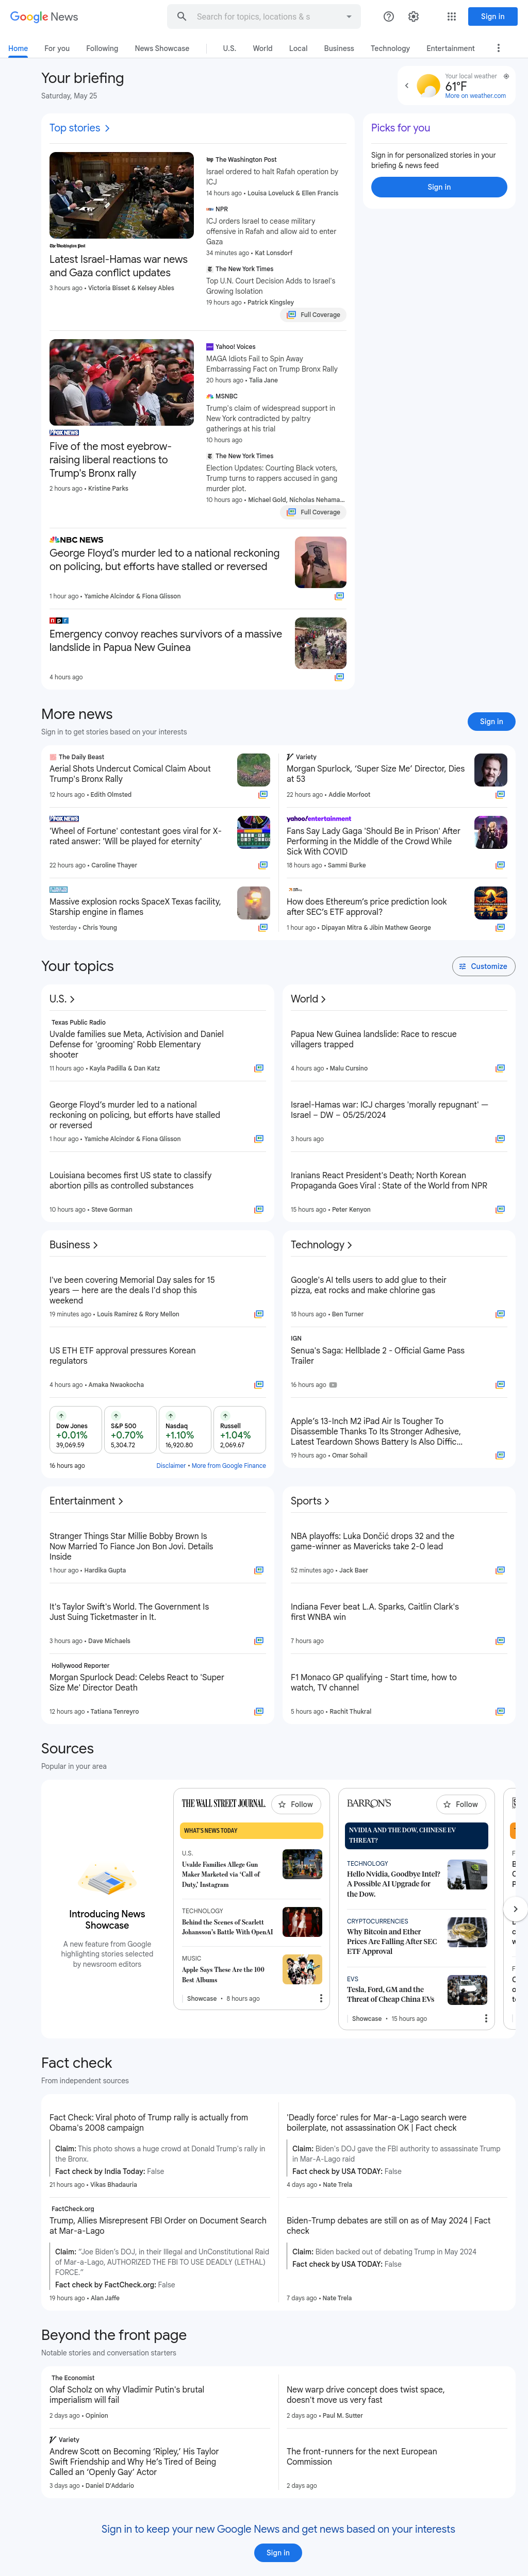 Google News
Search for topics, locations & s
Sign in
Home
For you
Following
News Showcase
U.S.
World
Local
Business
Technology
Entertainment
Your briefing
Saturday, May 25
Your local weather
61°F
More on weather.com
Top stories
The Washington Post
Latest Israel-Hamas war news
and Gaza conflict updates
3 hours ago • Victoria Bisset & Kelsey Ables
The Washington Post
Israel ordered to halt Rafah operation by
ICJ
14 hours ago • Louisa Loveluck & Ellen Francis
NPR
ICJ orders Israel to cease military
offensive in Rafah and allow aid to enter
Gaza
34 minutes ago • Kat Lonsdorf
The New York Times
Top U.N. Court Decision Adds to Israel's
Growing Isolation
19 hours ago • Patrick Kingsley
Full Coverage
FOX NEWS
Five of the most eyebrow-
raising liberal reactions to
Trump's Bronx rally
2 hours ago • Kristine Parks
Yahoo! Voices
MAGA Idiots Fail to Spin Away
Embarrassing Fact on Trump Bronx Rally
20 hours ago • Talia Jane
MSNBC
Trump's claim of widespread support in
New York contradicted by paltry
gatherings at his trial
10 hours ago
The New York Times
Election Updates: Courting Black voters,
Trump turns to rappers accused in gang
murder plot.
10 hours ago • Michael Gold, Nicholas Nehama...
Full Coverage
NBC NEWS
George Floyd's murder led to a national reckoning
on policing, but efforts have stalled or reversed
1 hour ago • Yamiche Alcindor & Fiona Glisson
npr
Emergency convoy reaches survivors of a massive
landslide in Papua New Guinea
4 hours ago
Picks for you
Sign in for personalized stories in your
briefing & news feed
Sign in
More news
Sign in to get stories based on your interests
Sign in
The Daily Beast
Aerial Shots Undercut Comical Claim About
Trump's Bronx Rally
12 hours ago • Edith Olmsted
FOX NEWS
'Wheel of Fortune' contestant goes viral for X-
rated answer: 'Will be played for eternity'
22 hours ago • Caroline Thayer
Massive explosion rocks SpaceX Texas facility,
Starship engine in flames
Yesterday • Chris Young
Variety
Morgan Spurlock, 'Super Size Me' Director, Dies
at 53
22 hours ago • Addie Morfoot
yahoo/entertainment
Fans Say Lady Gaga 'Should Be in Prison' After
Performing in the Middle of the Crowd While
Sick With COVID
18 hours ago • Sammi Burke
How does Ethereum's price prediction look
after SEC's ETF approval?
1 hour ago • Dipayan Mitra & Jibin Mathew George
Your topics
Customize
U.S.
Texas Public Radio
Uvalde families sue Meta, Activision and Daniel
Defense for 'grooming' Robb Elementary
shooter
11 hours ago • Kayla Padilla & Dan Katz
George Floyd's murder led to a national
reckoning on policing, but efforts have stalled
or reversed
1 hour ago • Yamiche Alcindor & Fiona Glisson
Louisiana becomes first US state to classify
abortion pills as controlled substances
10 hours ago • Steve Gorman
World
Papua New Guinea landslide: Race to rescue
villagers trapped
4 hours ago • Malu Cursino
Israel-Hamas war: ICJ charges 'morally repugnant' —
Israel – DW – 05/25/2024
3 hours ago
Iranians React President's Death; North Korean
Propaganda Goes Viral : State of the World from NPR
15 hours ago • Peter Kenyon
Business
I've been covering Memorial Day sales for 15
years — here are the deals I'd shop this
weekend
19 minutes ago • Louis Ramirez & Rory Mellon
US ETH ETF approval pressures Korean
regulators
4 hours ago • Amaka Nwaokocha
Dow Jones
+0.01%
39,069.59
S&P 500
+0.70%
5,304.72
Nasdaq
+1.10%
16,920.80
Russell
+1.04%
2,069.67
16 hours ago
Disclaimer • More from Google Finance
Technology
Google's AI tells users to add glue to their
pizza, eat rocks and make chlorine gas
18 hours ago • Ben Turner
IGN
Senua's Saga: Hellblade 2 - Official Game Pass
Trailer
16 hours ago
Apple's 13-Inch M2 iPad Air Is Tougher To
Disassemble Thanks To Its Stronger Adhesive,
Latest Teardown Shows Battery Is Also Diffic...
19 hours ago • Omar Sohail
Entertainment
Stranger Things Star Millie Bobby Brown Is
Now Married To Fiance Jon Bon Jovi. Details
Inside
1 hour ago • Hardika Gupta
It's Taylor Swift's World. The Government Is
Just Suing Ticketmaster in It.
3 hours ago • Dave Michaels
Hollywood Reporter
Morgan Spurlock Dead: Celebs React to 'Super
Size Me' Director Death
12 hours ago • Tatiana Tenreyro
Sports
NBA playoffs: Luka Dončić drops 32 and the
game-winner as Mavericks take 2-0 lead
52 minutes ago • Jack Baer
Indiana Fever beat L.A. Sparks, Caitlin Clark's
first WNBA win
7 hours ago
F1 Monaco GP qualifying - Start time, how to
watch, TV channel
5 hours ago • Rachit Thukral
Sources
Popular in your area
Introducing News
Showcase
A new feature from Google
highlighting stories selected
by newsroom editors
THE WALL STREET JOURNAL.
Follow
WHAT'S NEWS TODAY
U.S.
Uvalde Families Allege Gun
Maker Marketed via 'Call of
Duty,' Instagram
TECHNOLOGY
Behind the Scenes of Scarlett
Johansson's Battle With OpenAI
MUSIC
Apple Says These Are the 100
Best Albums
Showcase • 8 hours ago
BARRON'S
Follow
NVIDIA AND THE DOW, CHINESE EV
THREAT?
TECHNOLOGY
Hello Nvidia, Goodbye Intel?
A Possible AI Upgrade for
the Dow.
CRYPTOCURRENCIES
Why Bitcoin and Ether
Prices Are Falling After SEC
ETF Approval
EVS
Tesla, Ford, GM and the
Threat of Cheap China EVs
Showcase • 15 hours ago
Fact check
From independent sources
Fact Check: Viral photo of Trump rally is actually from
Obama's 2008 campaign
Claim: This photo shows a huge crowd at Donald Trump's rally in
the Bronx.
Fact check by India Today: False
21 hours ago • Vikas Bhadauria
FactCheck.org
Trump, Allies Misrepresent FBI Order on Document Search
at Mar-a-Lago
Claim: "Joe Biden's DOJ, in their Illegal and UnConstitutional Raid
of Mar-a-Lago, AUTHORIZED THE FBI TO USE DEADLY (LETHAL)
FORCE."
Fact check by FactCheck.org: False
19 hours ago • Alan Jaffe
'Deadly force' rules for Mar-a-Lago search were
boilerplate, not assassination OK | Fact check
Claim: Biden's DOJ gave the FBI authority to assassinate Trump
in Mar-A-Lago raid
Fact check by USA TODAY: False
4 days ago • Nate Trela
Biden-Trump debates are still on as of May 2024 | Fact
check
Claim: Biden backed out of debating Trump in May 2024
Fact check by USA TODAY: False
7 days ago • Nate Trela
Beyond the front page
Notable stories and conversation starters
The Economist
Olaf Scholz on why Vladimir Putin's brutal
imperialism will fail
2 days ago • Opinion
Variety
Andrew Scott on Becoming 'Ripley,' His Taylor
Swift Friendship and Why He's Tired of Being
Called an 'Openly Gay' Actor
3 days ago • Daniel D'Addario
New warp drive concept does twist space,
doesn't move us very fast
2 days ago • Paul M. Sutter
The front-runners for the next European
Commission
2 days ago
Sign in to keep your new Google News and get news based on your interests
Sign in